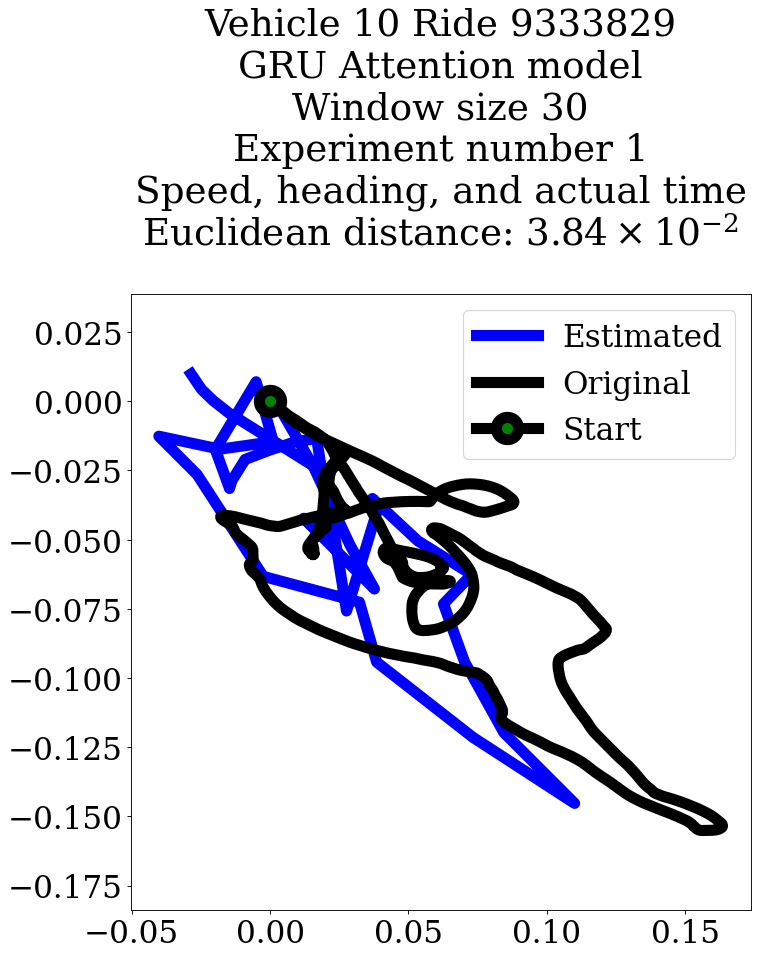 Vehicle 10 Ride 9333829
GRU Attention model
Window size 30
Experiment number 1
Speed, heading, and actual time
Euclidean distance: 3.84 × 10⁻²
Estimated
Original
Start
0.025
0.000
−0.025
−0.050
−0.075
−0.100
−0.125
−0.150
−0.175
−0.05 0.00 0.05 0.10 0.15